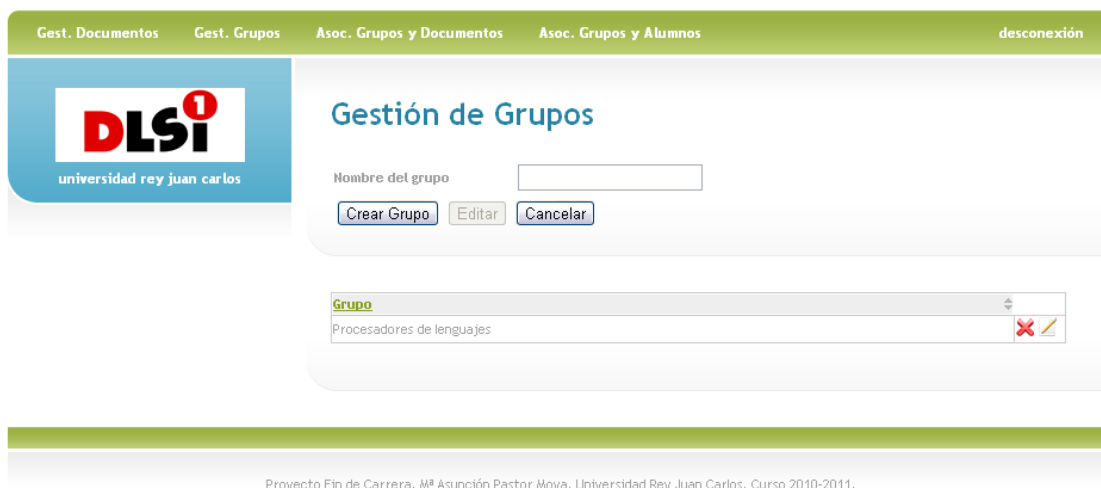 Gest. Documentos Gest. Grupos Asoc. Grupos y Documentos Asoc. Grupos y Alumnos desconexión
DLSi 1
universidad rey juan carlos
Gestión de Grupos
Nombre del grupo
Crear Grupo Editar Cancelar
Grupo
Procesadores de lenguajes
Proyecto Fin de Carrera. Mª Asunción Pastor Moya. Universidad Rey Juan Carlos. Curso 2010-2011.